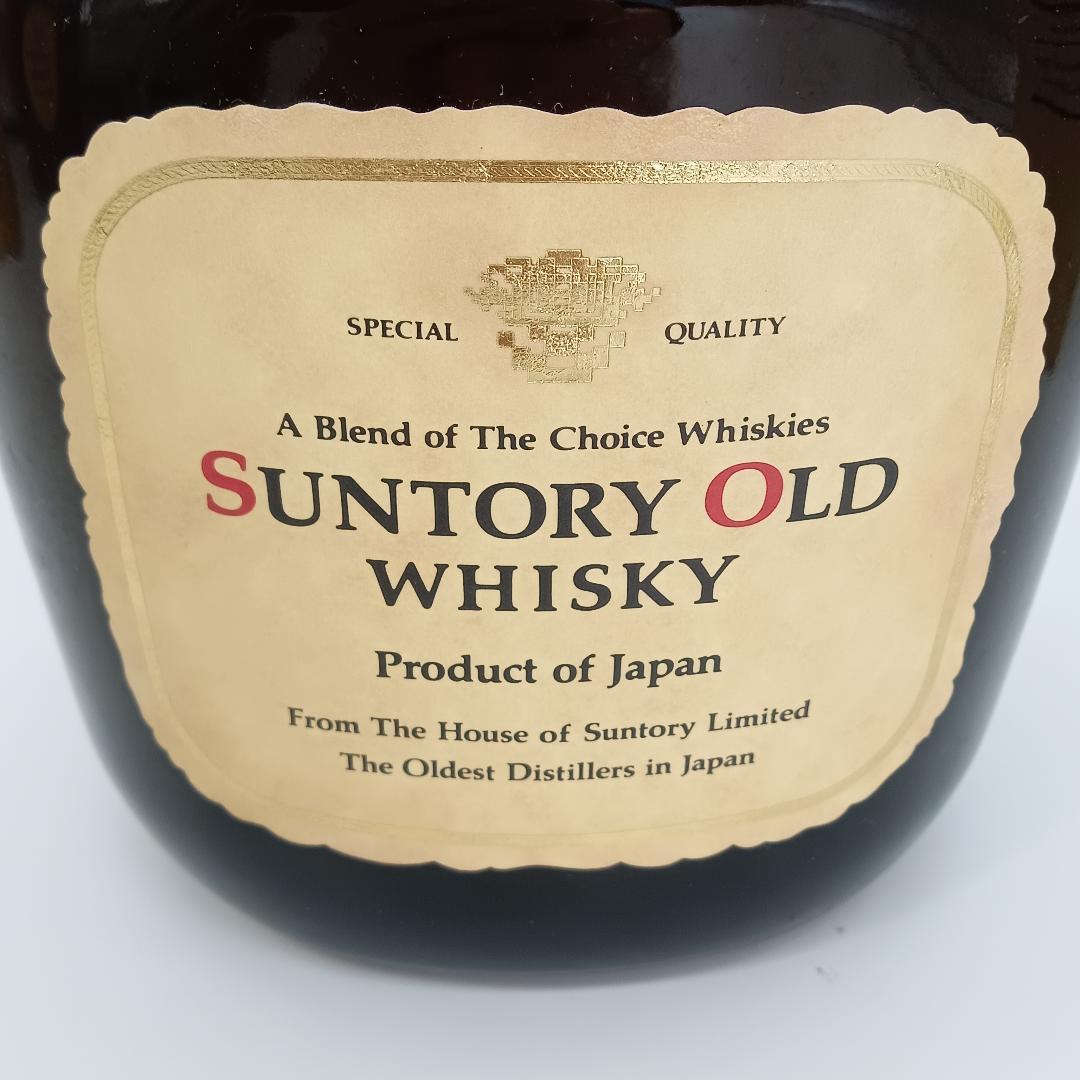 SPECIAL QUALITY
A Blend of The Choice Whiskies
SUNTORY OLD
WHISKY
Product of Japan
From The House of Suntory Limited
The Oldest Distillers in Japan